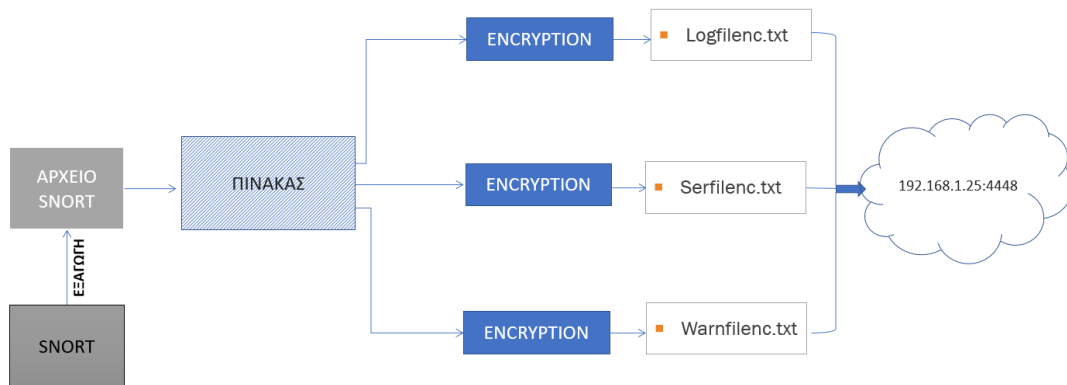 ENCRYPTION
Logfilenc.txt
ΑΡΧΕΙΟ
SNORT
ΠΙΝΑΚΑΣ
ENCRYPTION
Serfilenc.txt
192.168.1.25:4448
ΕΞΑΓΩΓΗ
SNORT
ENCRYPTION
Warnfilenc.txt